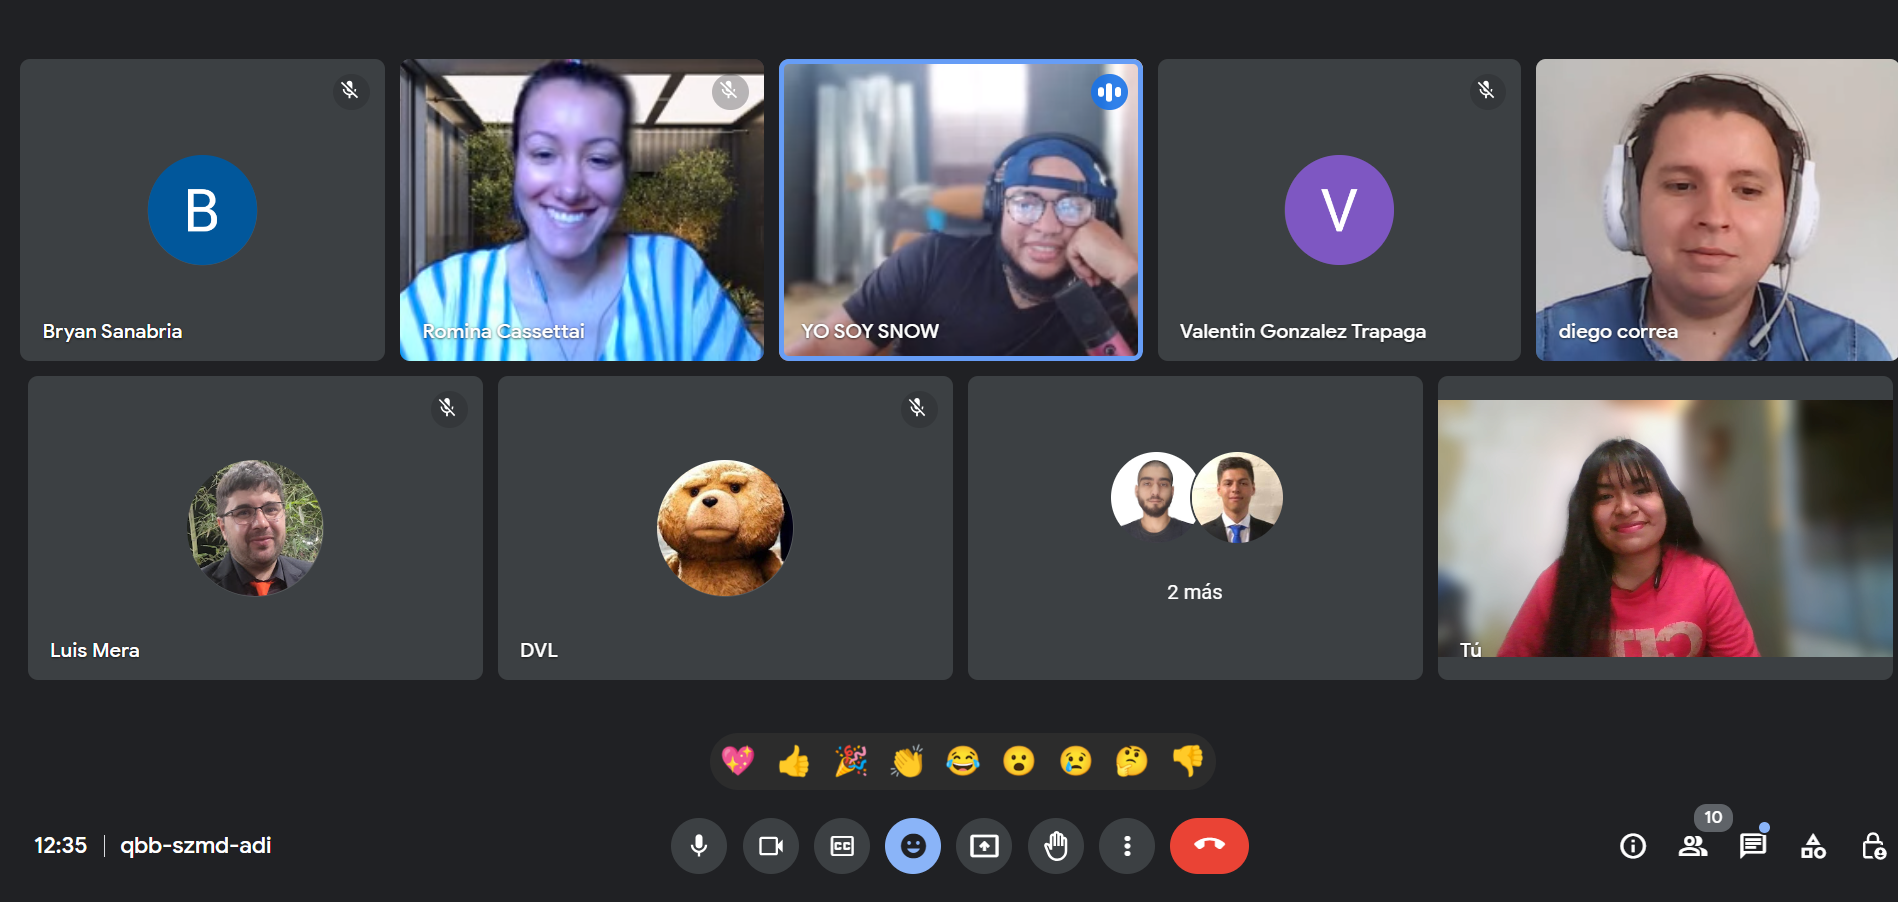 B
Bryan Sanabria
Romina Cassettai
YO SOY SNOW
V
Valentin Gonzalez Trapaga
diego correa
Luis Mera
DVL
2 más
Tú
12:35 | qbb-szmd-adi
CC
10